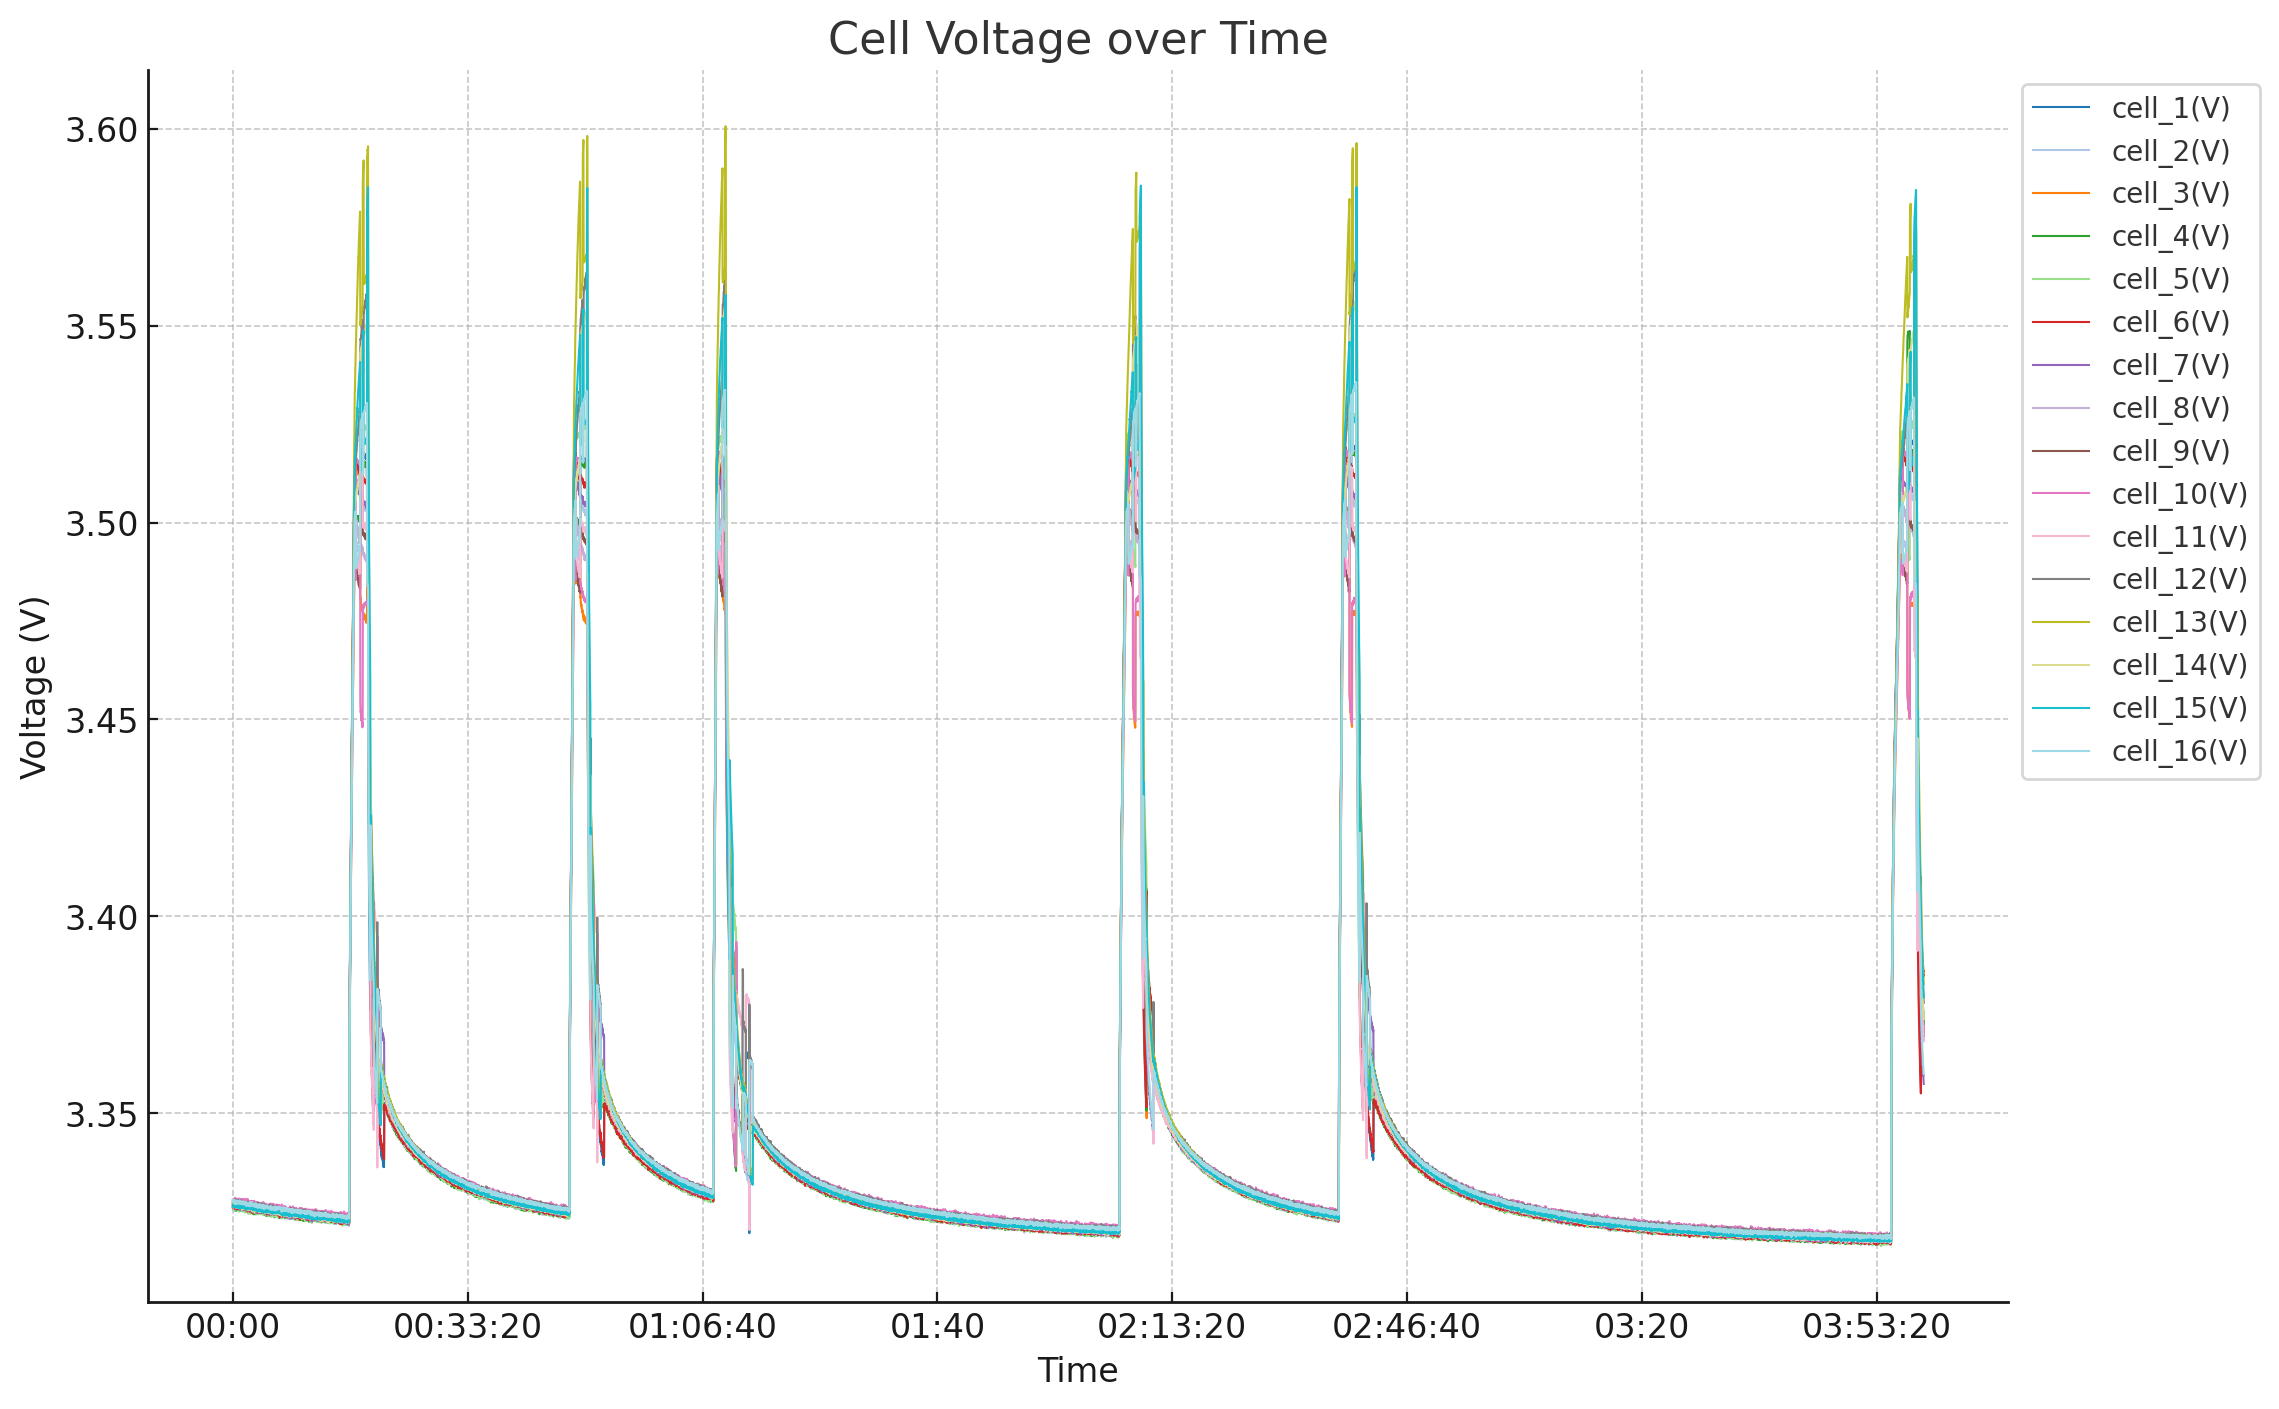 Cell Voltage over Time
3.60
3.55
3.50
3.45
3.40
3.35
Voltage (V)
00:00
00:33:20
01:06:40
01:40
02:13:20
02:46:40
03:20
03:53:20
Time
cell_1(V)
cell_2(V)
cell_3(V)
cell_4(V)
cell_5(V)
cell_6(V)
cell_7(V)
cell_8(V)
cell_9(V)
cell_10(V)
cell_11(V)
cell_12(V)
cell_13(V)
cell_14(V)
cell_15(V)
cell_16(V)